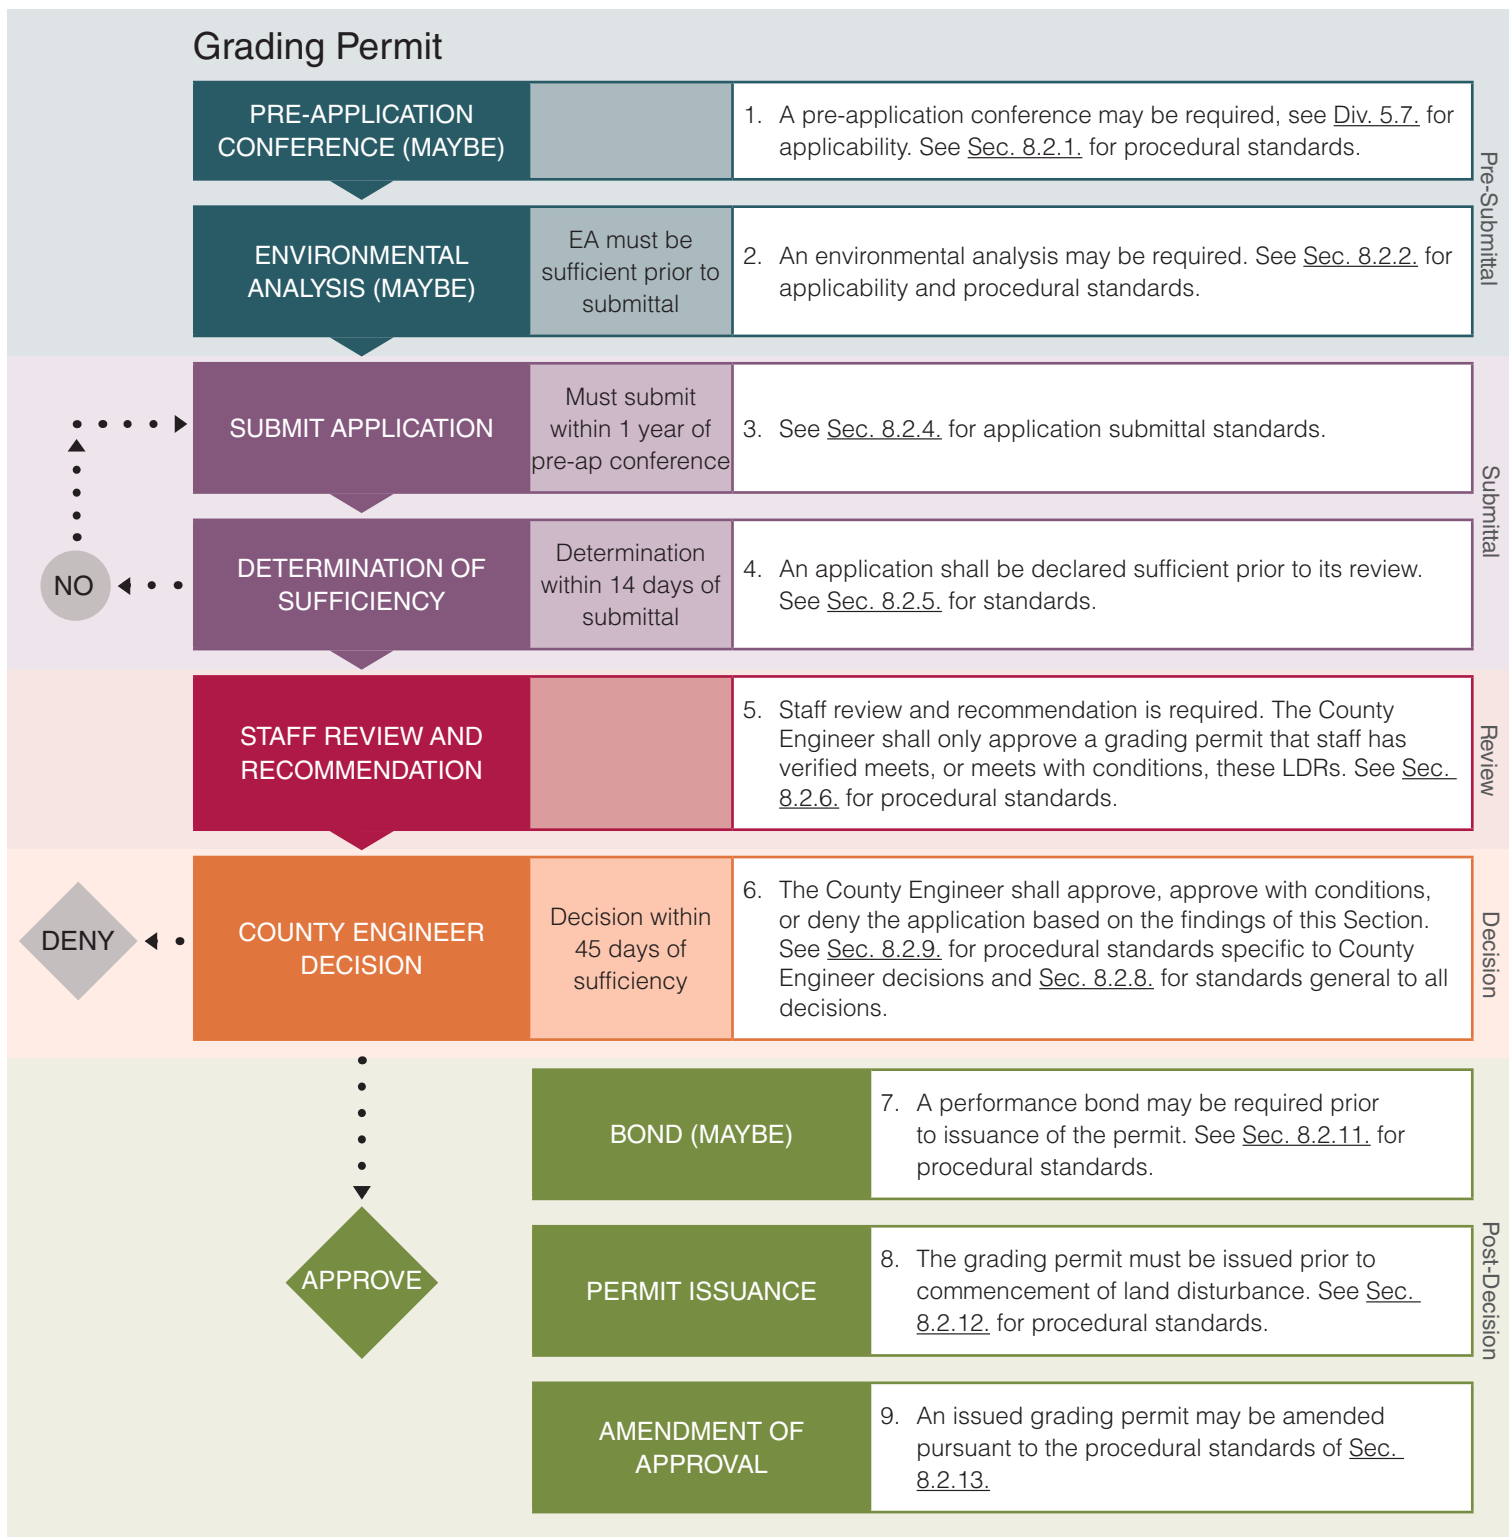 Grading Permit
PRE-APPLICATION
CONFERENCE (MAYBE)
1. A pre-application conference may be required, see Div. 5.7. for
applicability. See Sec. 8.2.1. for procedural standards.
Pre-Submittal
ENVIRONMENTAL
ANALYSIS (MAYBE)
EA must be
sufficient prior to
submittal
2. An environmental analysis may be required. See Sec. 8.2.2. for
applicability and procedural standards.
SUBMIT APPLICATION
Must submit
within 1 year of
pre-ap conference
3. See Sec. 8.2.4. for application submittal standards.
Submittal
NO
DETERMINATION OF
SUFFICIENCY
Determination
within 14 days of
submittal
4. An application shall be declared sufficient prior to its review.
See Sec. 8.2.5. for standards.
STAFF REVIEW AND
RECOMMENDATION
5. Staff review and recommendation is required. The County
Engineer shall only approve a grading permit that staff has
verified meets, or meets with conditions, these LDRs. See Sec.
8.2.6. for procedural standards.
Review
DENY
COUNTY ENGINEER
DECISION
Decision within
45 days of
sufficiency
6. The County Engineer shall approve, approve with conditions,
or deny the application based on the findings of this Section.
See Sec. 8.2.9. for procedural standards specific to County
Engineer decisions and Sec. 8.2.8. for standards general to all
decisions.
Decision
BOND (MAYBE)
7. A performance bond may be required prior
to issuance of the permit. See Sec. 8.2.11. for
procedural standards.
APPROVE
PERMIT ISSUANCE
8. The grading permit must be issued prior to
commencement of land disturbance. See Sec.
8.2.12. for procedural standards.
Post-Decision
AMENDMENT OF
APPROVAL
9. An issued grading permit may be amended
pursuant to the procedural standards of Sec.
8.2.13.